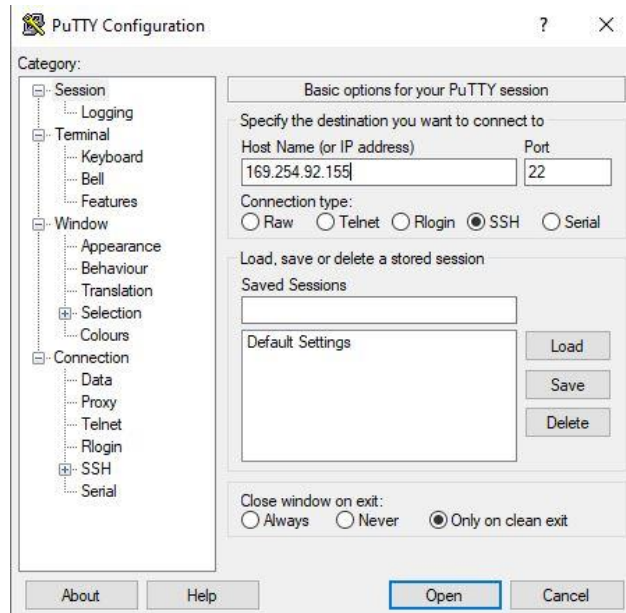 PuTTY Configuration
?
Category:
Session
Logging
Terminal
Keyboard
Bell
Features
Window
Appearance
Behaviour
Translation
Selection
Colours
Connection
Data
Proxy
Telnet
Rlogin
SSH
Serial
Basic options for your PuTTY session
Specify the destination you want to connect to
Host Name (or IP address) Port
169.254.92.155 22
Connection type:
Raw Telnet Rlogin SSH Serial
Load, save or delete a stored session
Saved Sessions
Default Settings
Load
Save
Delete
Close window on exit:
Always Never Only on clean exit
About Help Open Cancel